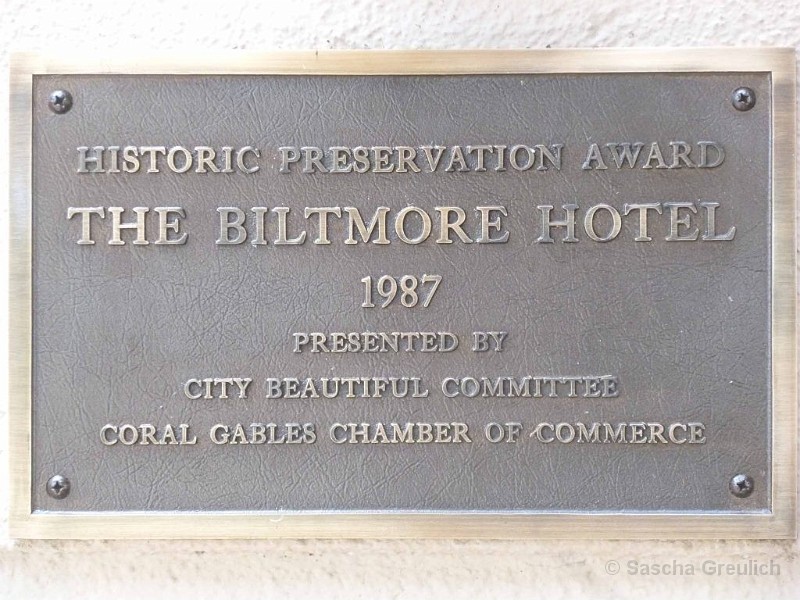 HISTORIC PRESERVATION AWARD
THE BILTMORE HOTEL
1987
PRESENTED BY
CITY BEAUTIFUL COMMITTEE
CORAL GABLES CHAMBER OF COMMERCE
© Sascha Greulich